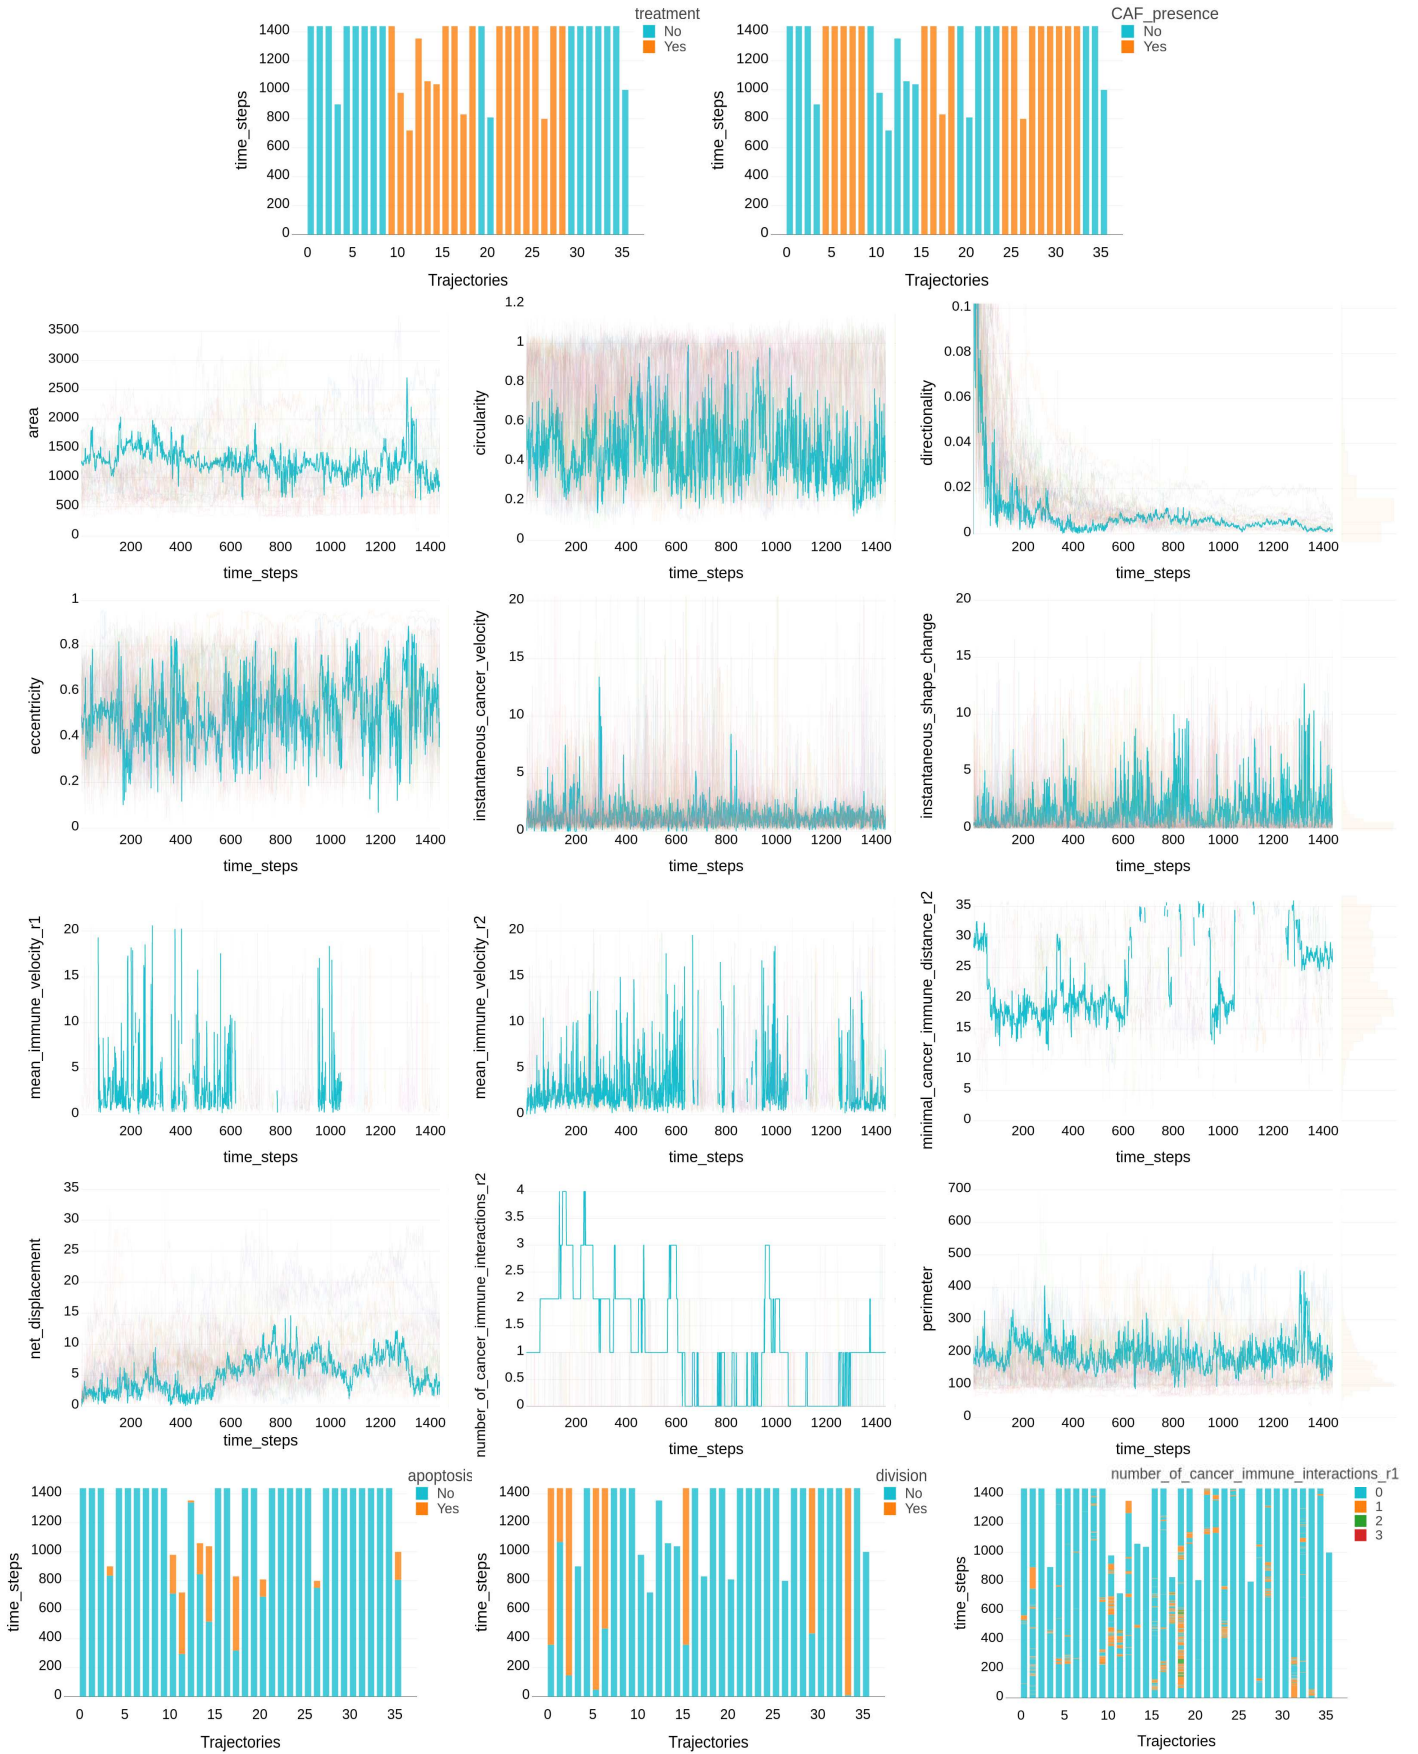 treatment
No
Yes
1400
1200
1000
800
600
400
200
0
time_steps
0 5 10 15 20 25 30 35
Trajectories
CAF_presence
No
Yes
1400
1200
1000
800
600
400
200
0
time_steps
0 5 10 15 20 25 30 35
Trajectories
3500
3000
2500
2000
1500
1000
500
0
area
200 400 600 800 1000 1200 1400
time_steps
1.2
1
0.8
0.6
0.4
0.2
0
circularity
200 400 600 800 1000 1200 1400
time_steps
0.1
0.08
0.06
0.04
0.02
0
directionality
200 400 600 800 1000 1200 1400
time_steps
1
0.8
0.6
0.4
0.2
0
eccentricity
200 400 600 800 1000 1200 1400
time_steps
20
15
10
5
0
instantaneous_cancer_velocity
200 400 600 800 1000 1200 1400
time_steps
20
15
10
5
0
instantaneous_shape_change
200 400 600 800 1000 1200 1400
time_steps
20
15
10
5
0
mean_immune_velocity_r1
200 400 600 800 1000 1200 1400
time_steps
20
15
10
5
0
mean_immune_velocity_r2
200 400 600 800 1000 1200 1400
time_steps
35
30
25
20
15
10
5
0
minimal_cancer_immune_distance_r2
200 400 600 800 1000 1200 1400
time_steps
35
30
25
20
15
10
5
0
net_displacement
200 400 600 800 1000 1200 1400
time_steps
4
3.5
3
2.5
2
1.5
1
0.5
0
number_of_cancer_immune_interactions_r2
200 400 600 800 1000 1200 1400
time_steps
700
600
500
400
300
200
100
0
perimeter
200 400 600 800 1000 1200 1400
time_steps
apoptosis
No
Yes
1400
1200
1000
800
600
400
200
0
time_steps
0 5 10 15 20 25 30 35
Trajectories
division
No
Yes
1400
1200
1000
800
600
400
200
0
time_steps
0 5 10 15 20 25 30 35
Trajectories
number_of_cancer_immune_interactions_r1
0
1
2
3
1400
1200
1000
800
600
400
200
0
time_steps
0 5 10 15 20 25 30 35
Trajectories